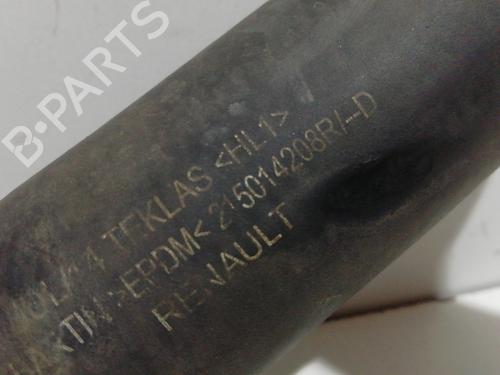 B-PARTS
TEKLAS <HL1>
>EPDM< 215014208R/--D
RENAULT